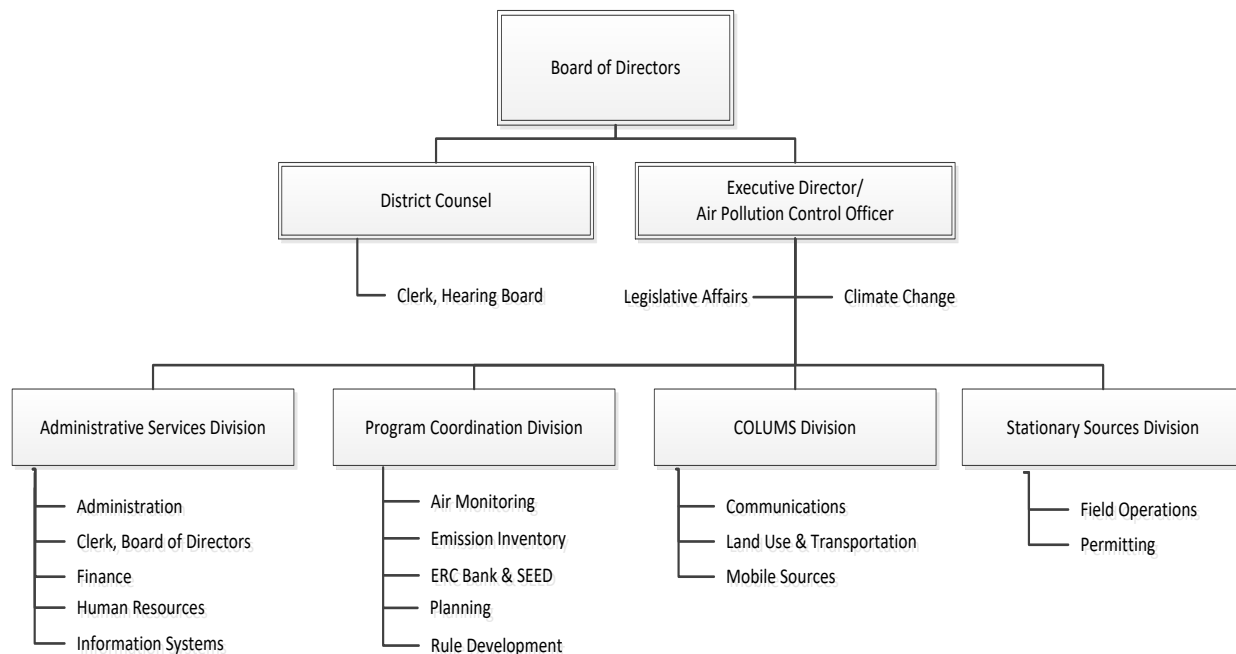 Board of Directors
District Counsel
Executive Director/
Air Pollution Control Officer
Clerk, Hearing Board
Legislative Affairs
Climate Change
Administrative Services Division
Program Coordination Division
COLUMS Division
Stationary Sources Division
Administration
Clerk, Board of Directors
Finance
Human Resources
Information Systems
Air Monitoring
Emission Inventory
ERC Bank & SEED
Planning
Rule Development
Communications
Land Use & Transportation
Mobile Sources
Field Operations
Permitting